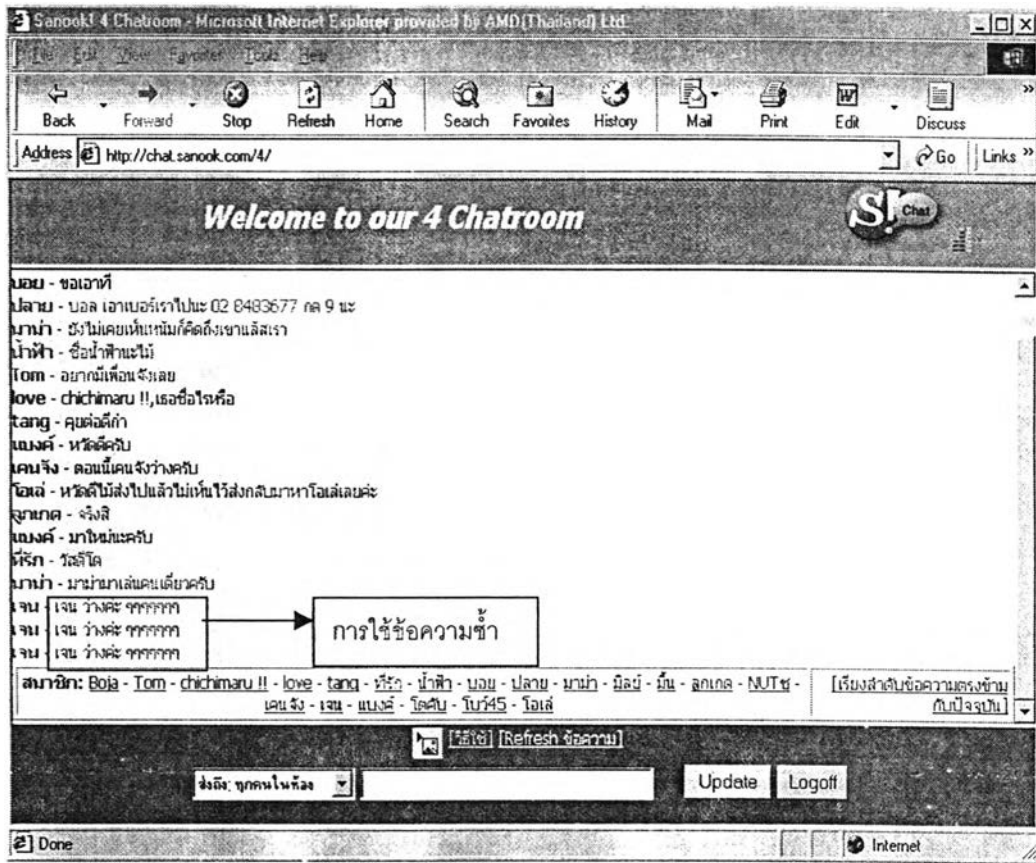 Sanook! 4 Chatroom - Microsoft Internet Explorer provided by AMD(Thailand) Ltd
File Edit View Favorites Tools Help
Back Forward Stop Refresh Home Search Favorites History Mail Print Edit Discuss »
Address http://chat.sanook.com/4/ Go Links »
Welcome to our 4 Chatroom S! Chat
บอย - ขอเอาที
ปลาย - บอล เอาเบอร์เราไปนะ 02 8483677 กด 9 นะ
มาม่า - ยังไม่เคยเห็น
น้ำฟ้า - ชื่อน้ำฟ้านะไม้
Tom - อยากมีเพื่อนจังเลย
love - chichimaru !!,เธอชื่อไรหรือ
tang - คุยต่อดีก่า
แบงค์ - หวัดดีครับ
เคนจัง - ตอนนี้เคนจังว่างครับ
โอเล่ - หวัดดีไม้ส่งไปแล้วไม่เห็นไว้ส่งกลับมาหาโอเล่เลยค่ะ
ลูกเกด - จริงสิ
แบงค์ - มาใหม่นะครับ
ที่รัก - วัสดีโด
มาม่า - มาม่ามาเล่นคนเดียวครับ
เจน - เจน ว่างค่ะ ๆๆๆๆๆๆๆ
เจน - เจน ว่างค่ะ ๆๆๆๆๆๆๆ การใช้ข้อความซ้ำ
เจน - เจน ว่างค่ะ ๆๆๆๆๆๆๆ
สมาชิก: Boja - Tom - chichimaru !! - love - tang - ที่รัก - น้ำฟ้า - บอย - ปลาย - มาม่า - มิลย์ - มิ้น - ลูกเกด - NUTช - [เรียงลำดับข้อความตรงข้าม
เคนจัง - เจน - แบงค์ - โดคับ - โบว์45 - โอเล่ กับปัจจุบัน]
[วิธีใช้] [Refresh ข้อความ]
ส่งถึง: ทุกคนในห้อง Update Logoff
Done Internet